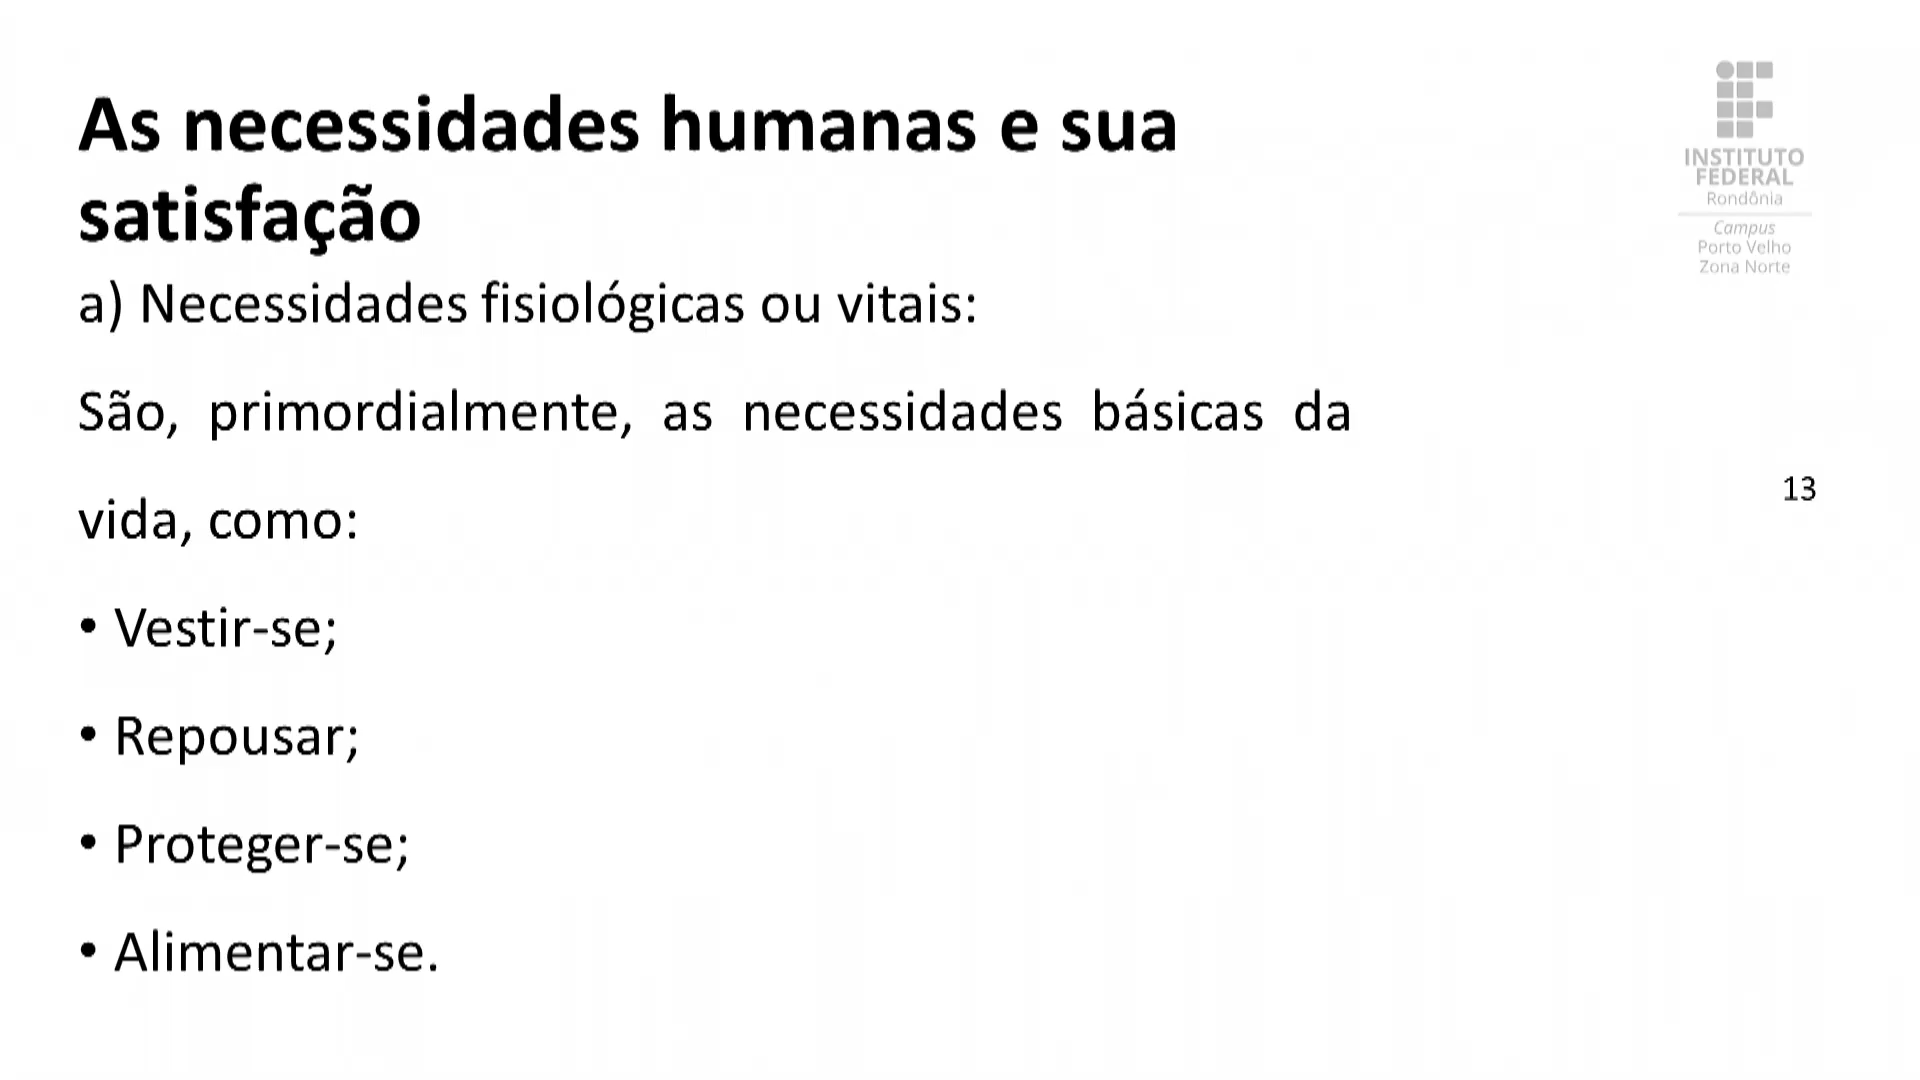 As necessidades humanas e sua
satisfação
a) Necessidades fisiológicas ou vitais:
São, primordialmente, as necessidades básicas da
vida, como:
• Vestir-se;
• Repousar;
• Proteger-se;
• Alimentar-se.
INSTITUTO
FEDERAL
Rondônia
Campus
Porto Velho
Zona Norte
13